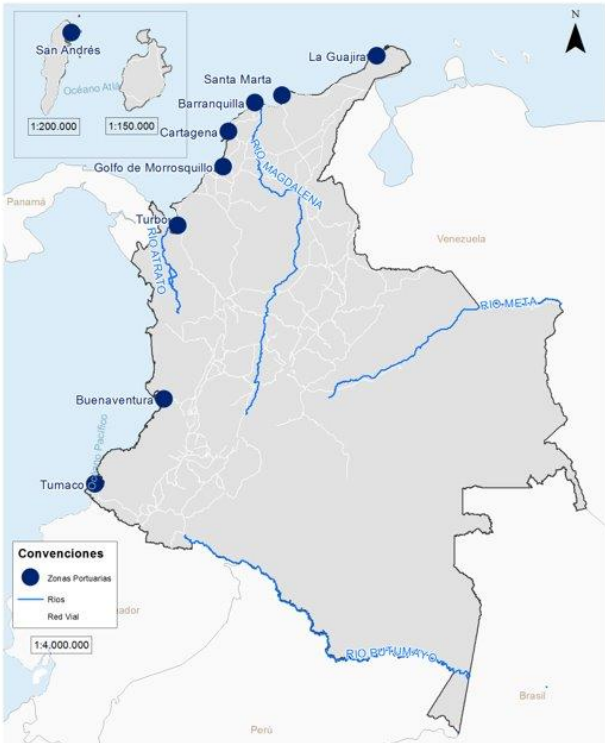 N
San Andrés
Océano Atlá
1:200.000
1:150.000
La Guajira
Santa Marta
Barranquilla
Cartagena
RIO MAGDALENA
Golfo de Morrosquillo
Panamá
Turbo
RIO ATRATO
Venezuela
RIO META
Buenaventura
Océano Pacífico
Tumaco
Convenciones
Zonas Portuarias
Ríos
Red Vial
ador
1:4.000.000
RIO PUTUMAYO
Brasil
Perú